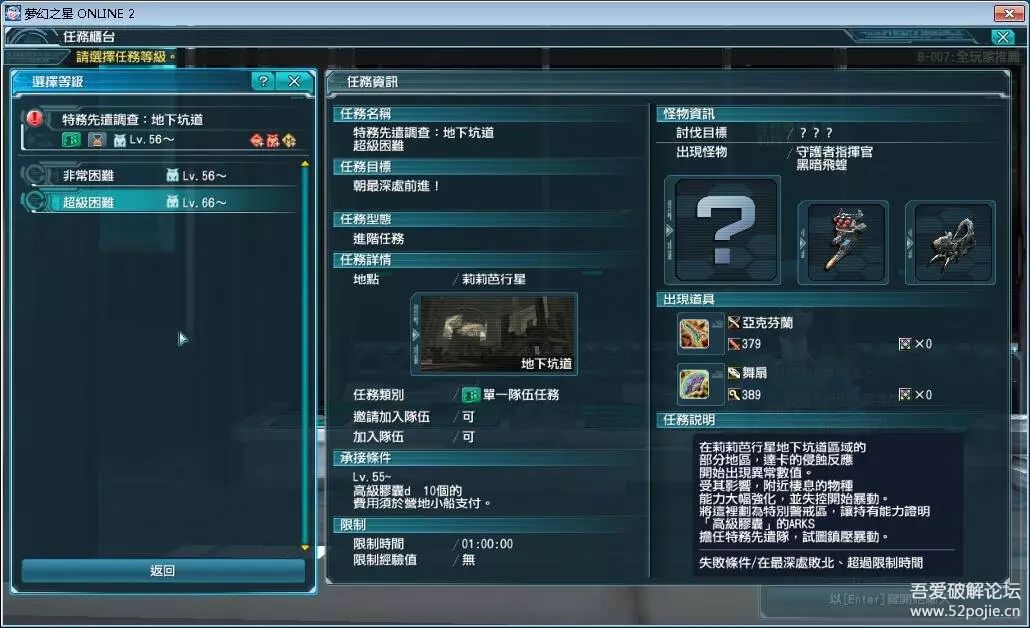 夢幻之星 ONLINE 2
任務櫃台
請選擇任務等級。
B-007:全玩家推薦
選擇等級
?
特務先遣調查：地下坑道
Lv.56～
非常困難 Lv.56～
超級困難 Lv.66～
返回
任務資訊
任務名稱
特務先遣調查：地下坑道
超級困難
任務目標
朝最深處前進！
任務型態
進階任務
任務詳情
地點 / 莉莉芭行星
地下坑道
任務類別 / 單一隊伍任務
邀請加入隊伍 / 可
加入隊伍 / 可
承接條件
Lv.55~
高級膠囊d 10個的
費用須於營地小船支付。
限制
限制時間 / 01:00:00
限制經驗值 / 無
怪物資訊
討伐目標 / ? ? ?
出現怪物 / 守護者指揮官
黑暗飛蝗
?
出現道具
亞克芬蘭
379 ×0
舞扇
389 ×0
任務說明
在莉莉芭行星地下坑道區域的
部分地區，達卡的侵蝕反應
開始出現異常數值。
受其影響，附近棲息的物種
能力大幅強化，並失控開始暴動。
將這裡劃為特別警戒區，讓持有能力證明
「高級膠囊」的ARKS
擔任特務先遣隊，試圖鎮壓暴動。
失敗條件/在最深處敗北、超過限制時間
以[Enter]鍵開始
吾爱破解论坛
www.52pojie.cn